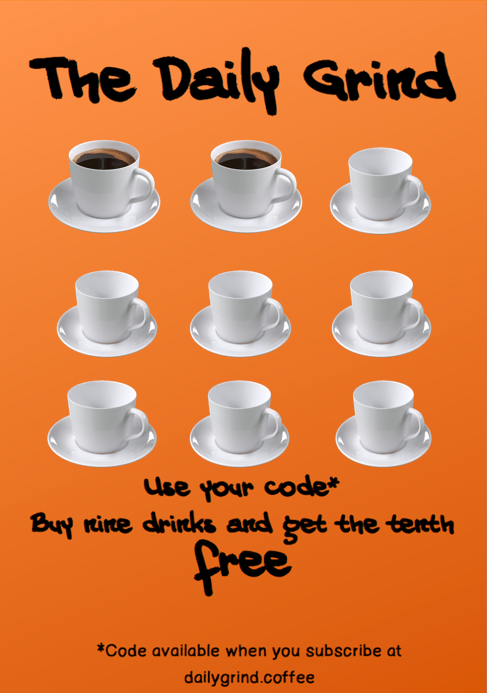 The Daily Grind
Use your code*
Buy nine drinks and get the tenth
free
*Code available when you subscribe at
dailygrind.coffee